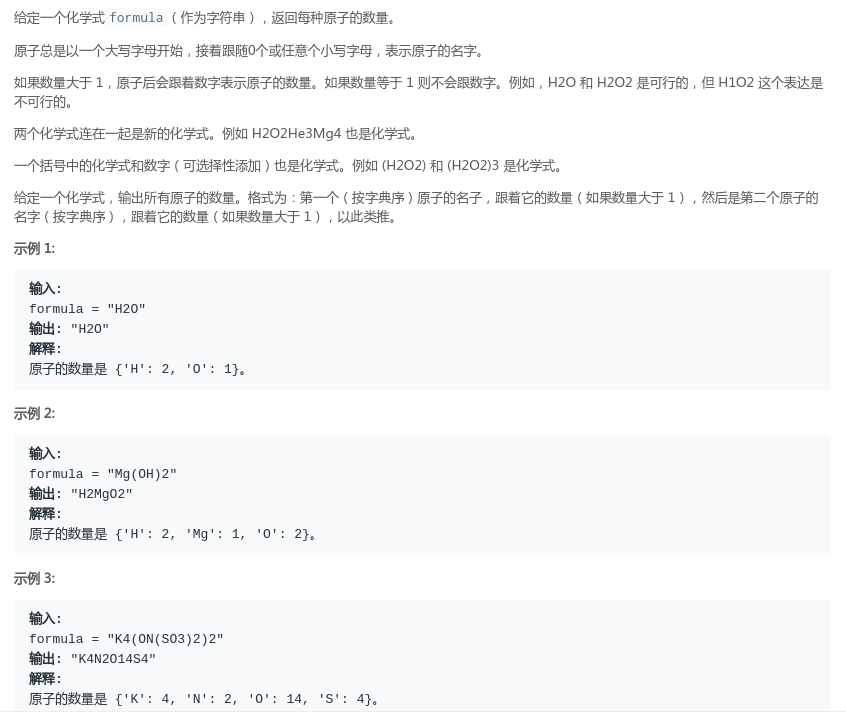 给定一个化学式 formula（作为字符串），返回每种原子的数量。
原子总是以一个大写字母开始，接着跟随0个或任意个小写字母，表示原子的名字。
如果数量大于 1，原子后会跟着数字表示原子的数量。如果数量等于 1 则不会跟数字。例如，H2O 和 H2O2 是可行的，但 H1O2 这个表达是
不可行的。
两个化学式连在一起是新的化学式。例如 H2O2He3Mg4 也是化学式。
一个括号中的化学式和数字（可选择性添加）也是化学式。例如 (H2O2) 和 (H2O2)3 是化学式。
给定一个化学式，输出所有原子的数量。格式为：第一个（按字典序）原子的名子，跟着它的数量（如果数量大于 1），然后是第二个原子的
名字（按字典序），跟着它的数量（如果数量大于 1），以此类推。
示例 1:
输入:
formula = "H2O"
输出: "H2O"
解释:
原子的数量是 {'H': 2, 'O': 1}。
示例 2:
输入:
formula = "Mg(OH)2"
输出: "H2MgO2"
解释:
原子的数量是 {'H': 2, 'Mg': 1, 'O': 2}。
示例 3:
输入:
formula = "K4(ON(SO3)2)2"
输出: "K4N2O14S4"
解释:
原子的数量是 {'K': 4, 'N': 2, 'O': 14, 'S': 4}。